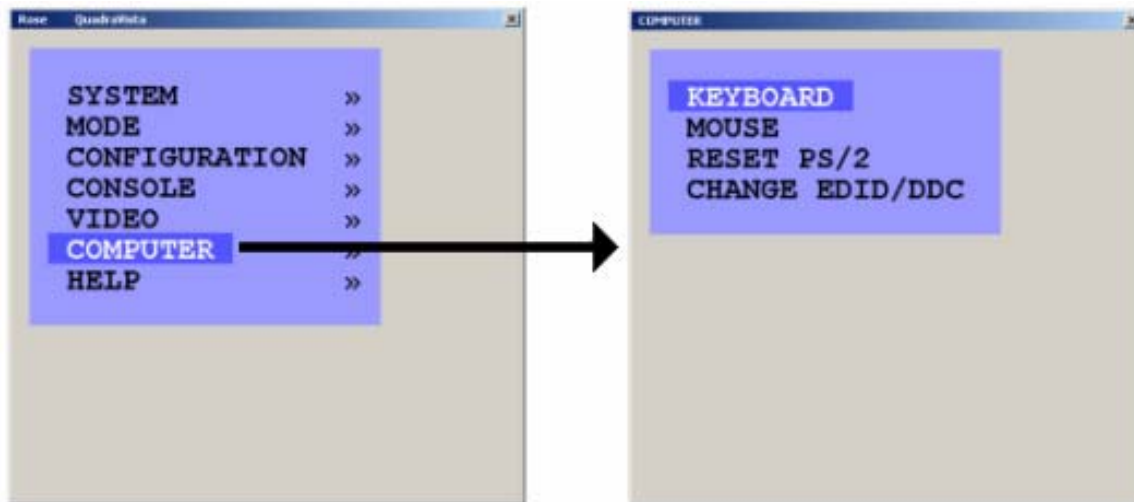 Rose QuadraVista
SYSTEM »
MODE »
CONFIGURATION »
CONSOLE »
VIDEO »
COMPUTER »
HELP »
COMPUTER
KEYBOARD
MOUSE
RESET PS/2
CHANGE EDID/DDC